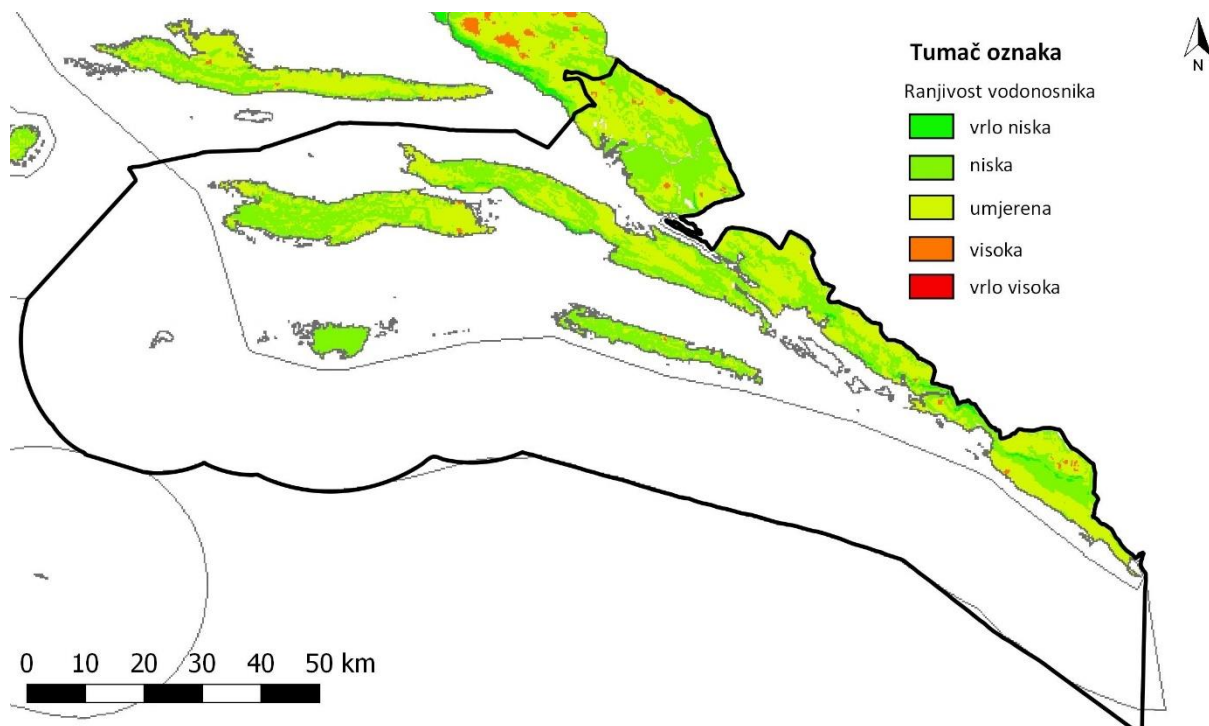 Tumač oznaka
Ranjivost vodonosnika
vrlo niska
niska
umjerena
visoka
vrlo visoka
N
0 10 20 30 40 50 km